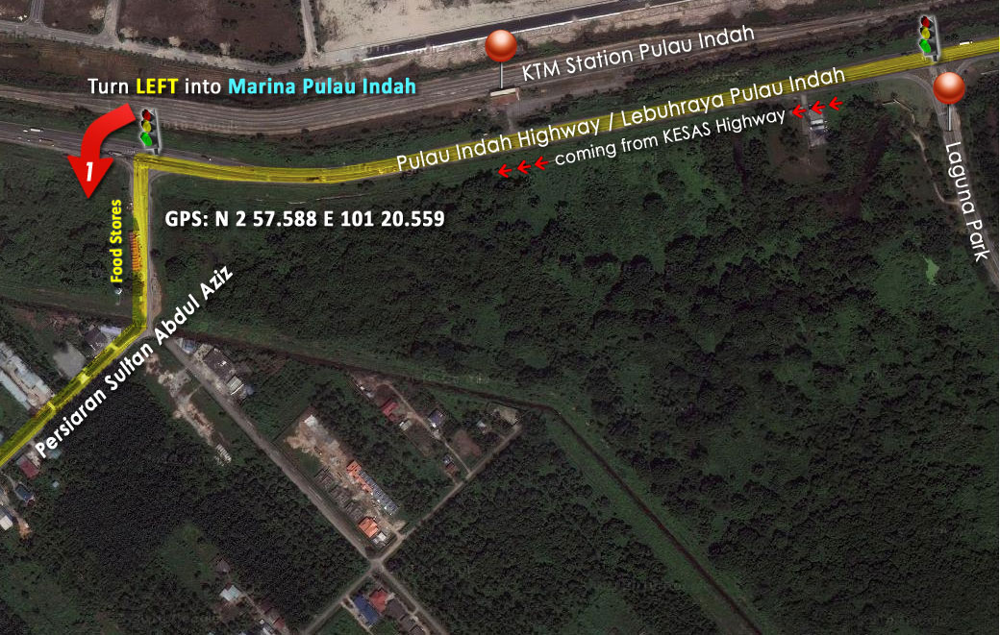 KTM Station Pulau Indah
Turn LEFT into Marina Pulau Indah
Pulau Indah Highway / Lebuhraya Pulau Indah
coming from KESAS Highway
1
Laguna Park
Food Stores
GPS: N 2 57.588 E 101 20.559
Persiaran Sultan Abdul Aziz